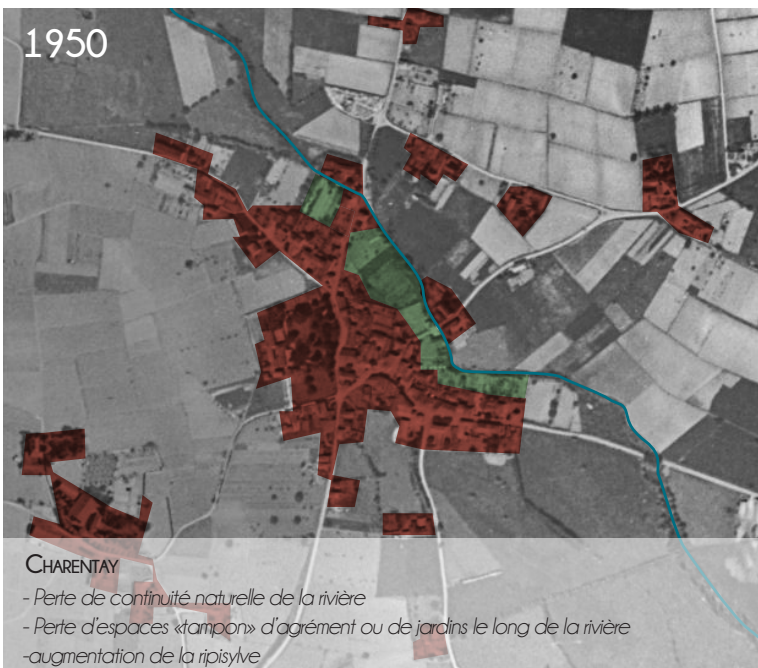 1950
CHARENTAY
- Perte de continuité naturelle de la rivière
- Perte d'espaces «tampon» d'agrément ou de jardins le long de la rivière
-augmentation de la ripisylve